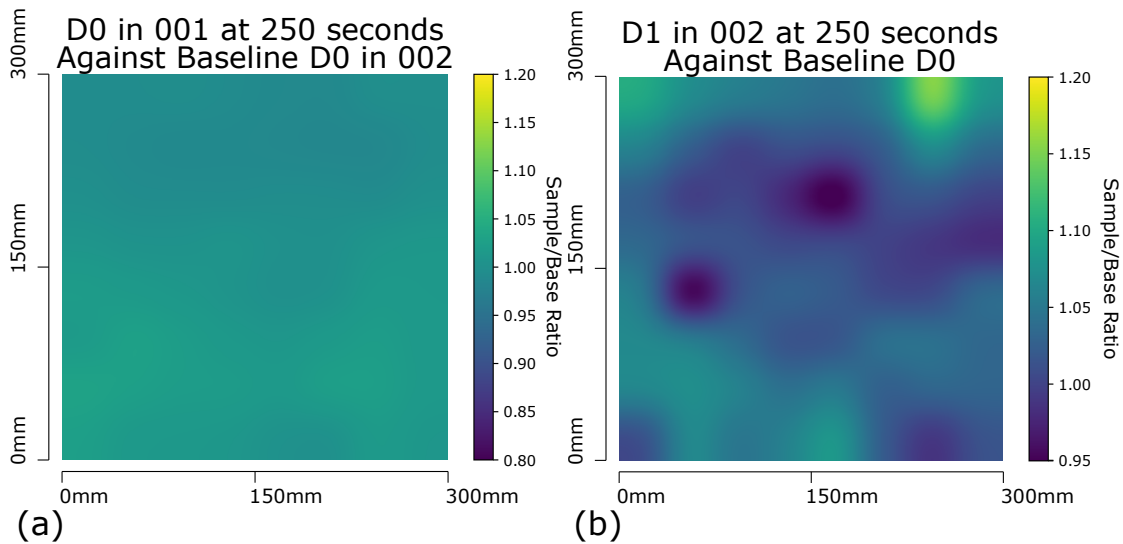 D0 in 001 at 250 seconds
Against Baseline D0 in 002
300mm
150mm
0mm
0mm
150mm
300mm
1.20
1.15
1.10
1.05
1.00
0.95
0.90
0.85
0.80
Sample/Base Ratio
(a)
D1 in 002 at 250 seconds
Against Baseline D0
300mm
150mm
0mm
0mm
150mm
300mm
1.20
1.15
1.10
1.05
1.00
0.95
Sample/Base Ratio
(b)